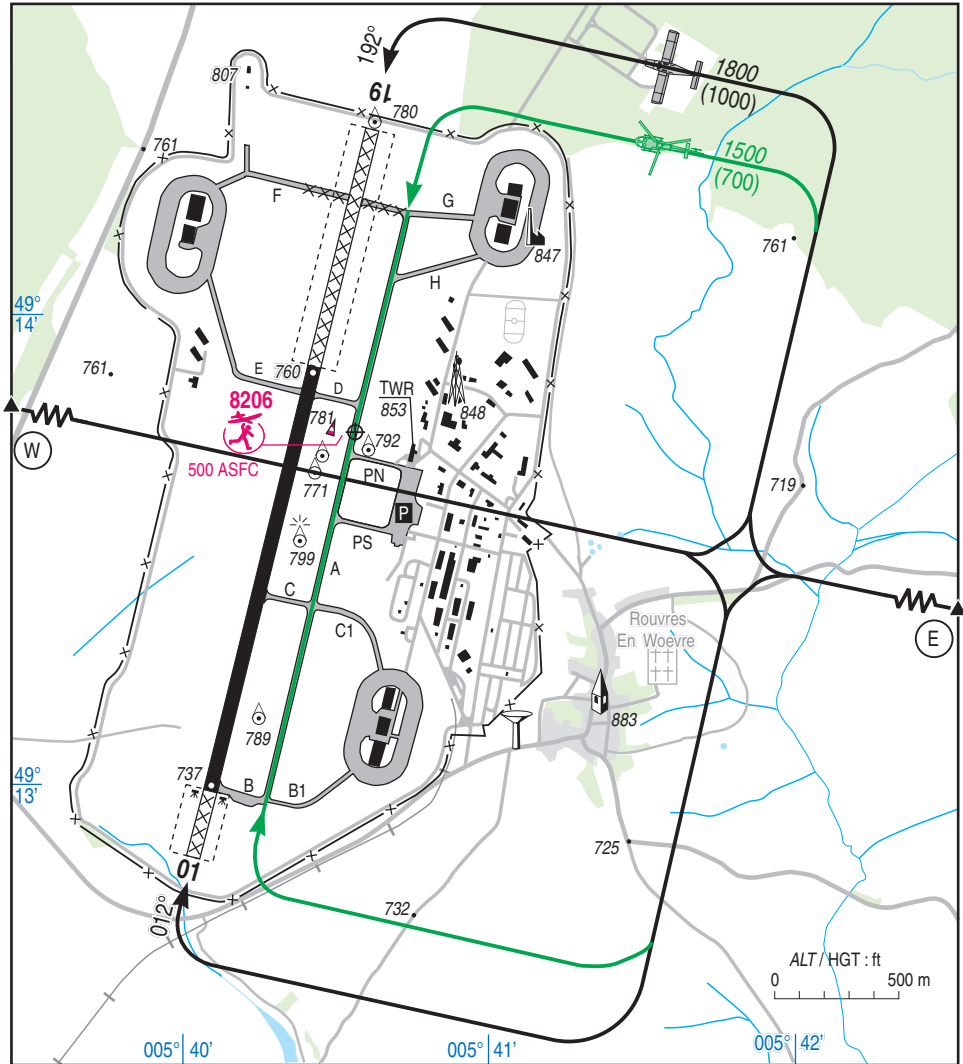 192°
807
19
780
1800
(1000)
1500
(700)
761
F
G
847
761
H
49°
14'
761
E
760
D
TWR
853
848
8206
781
792
W
500 ASFC
771
PN
719
P
799
PS
A
C
C1
Rouvres
En Woevre
E
883
789
737
B
B1
49°
13'
725
01
012°
732
ALT / HGT : ft
0
500 m
005° 40'
005° 41'
005° 42'